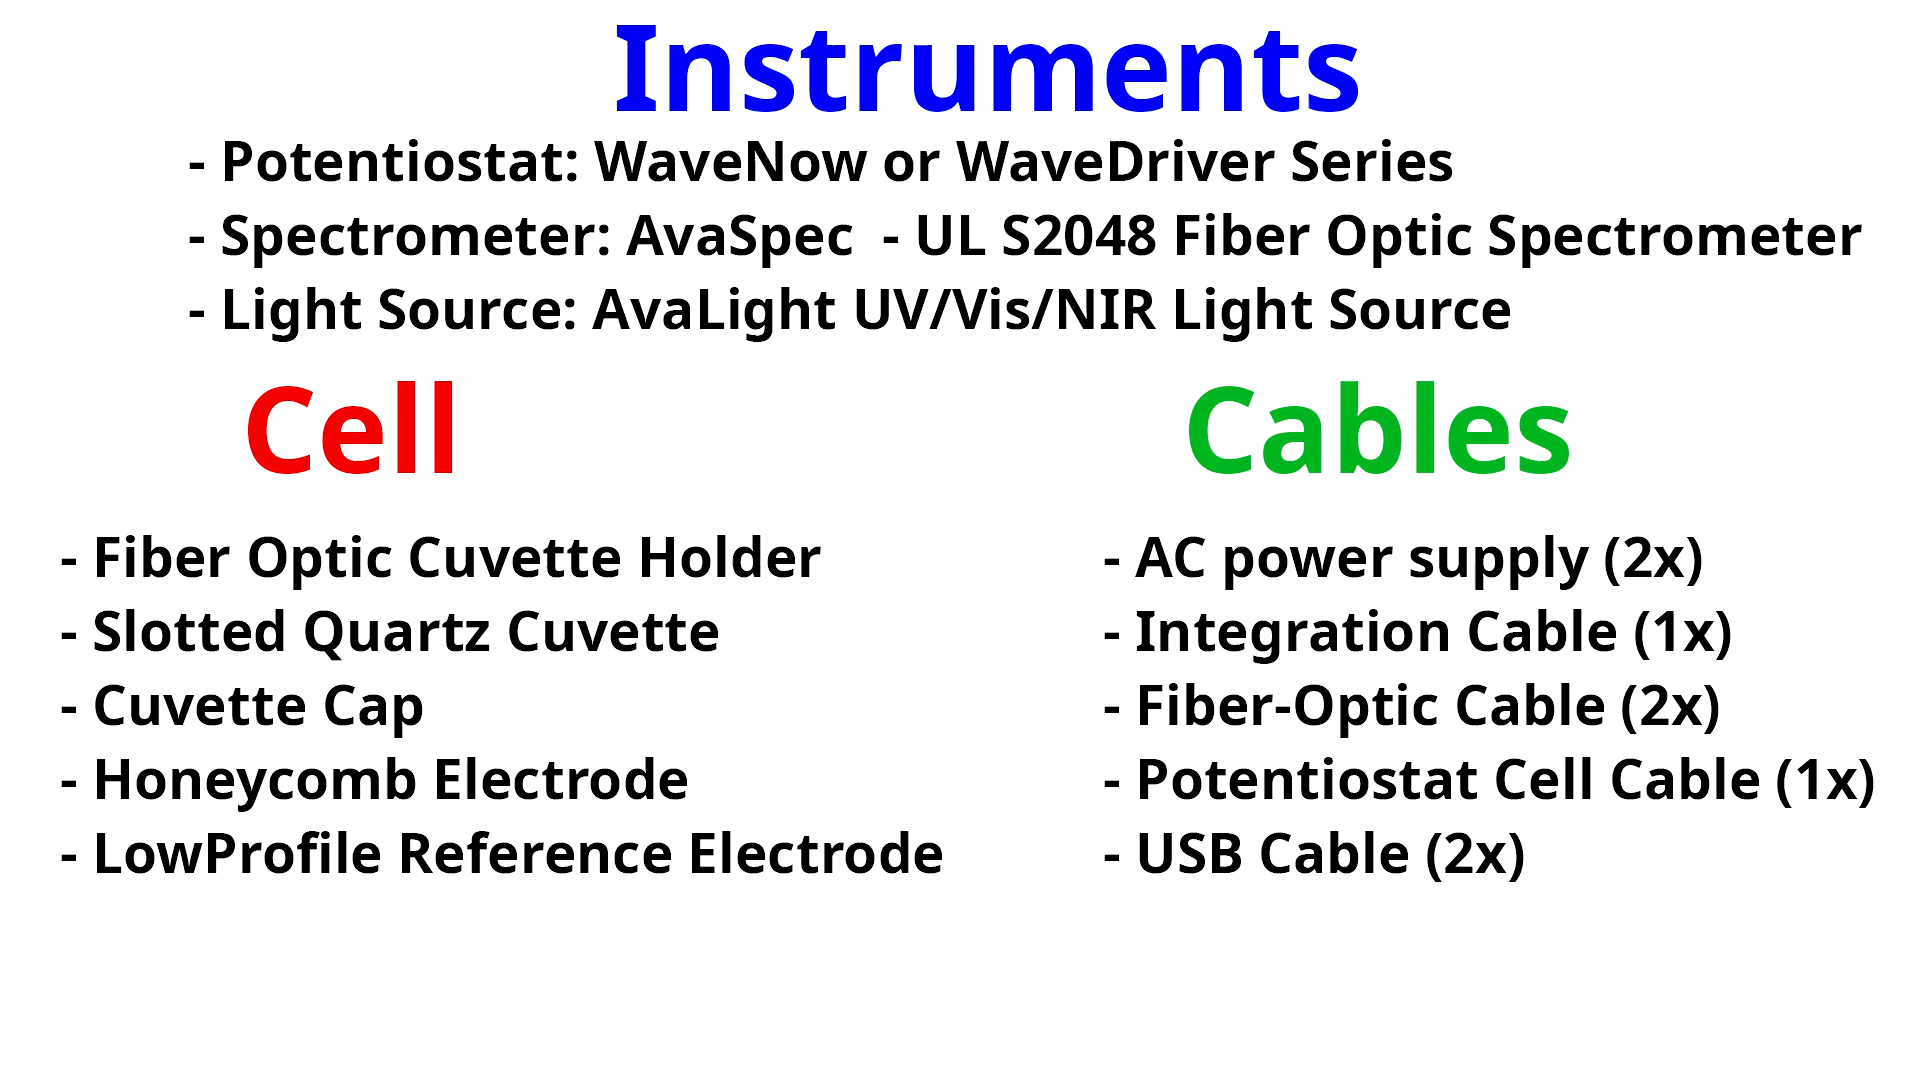 Instruments
- Potentiostat: WaveNow or WaveDriver Series
- Spectrometer: AvaSpec  - UL S2048 Fiber Optic Spectrometer
- Light Source: AvaLight UV/Vis/NIR Light Source
Cell
- Fiber Optic Cuvette Holder
- Slotted Quartz Cuvette
- Cuvette Cap
- Honeycomb Electrode
- LowProfile Reference Electrode
Cables
- AC power supply (2x)
- Integration Cable (1x)
- Fiber-Optic Cable (2x)
- Potentiostat Cell Cable (1x)
- USB Cable (2x)